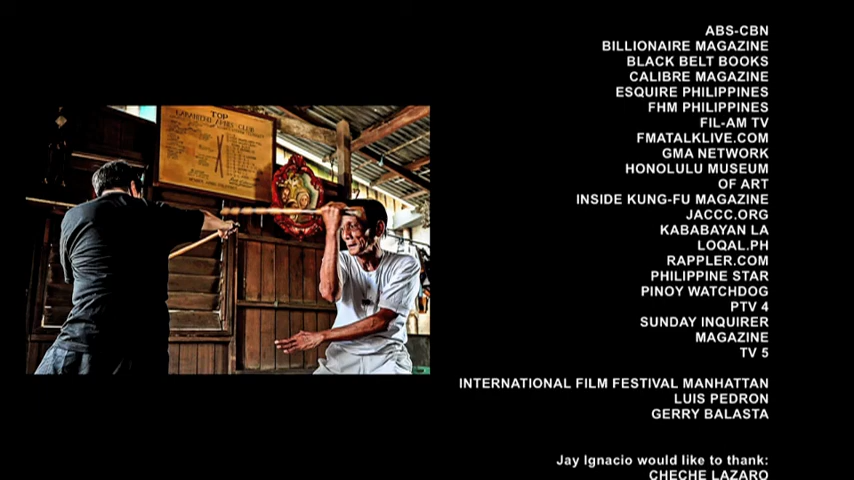 TOP
ABS-CBN
BILLIONAIRE MAGAZINE
BLACK BELT BOOKS
CALIBRE MAGAZINE
ESQUIRE PHILIPPINES
FHM PHILIPPINES
FIL-AM TV
FMATALKLIVE.COM
GMA NETWORK
HONOLULU MUSEUM
OF ART
INSIDE KUNG-FU MAGAZINE
JACCC.ORG
KABABAYAN LA
LOQAL.PH
RAPPLER.COM
PHILIPPINE STAR
PINOY WATCHDOG
PTV 4
SUNDAY INQUIRER
MAGAZINE
TV 5
INTERNATIONAL FILM FESTIVAL MANHATTAN
LUIS PEDRON
GERRY BALASTA
Jay Ignacio would like to thank:
CHECHE LAZARO